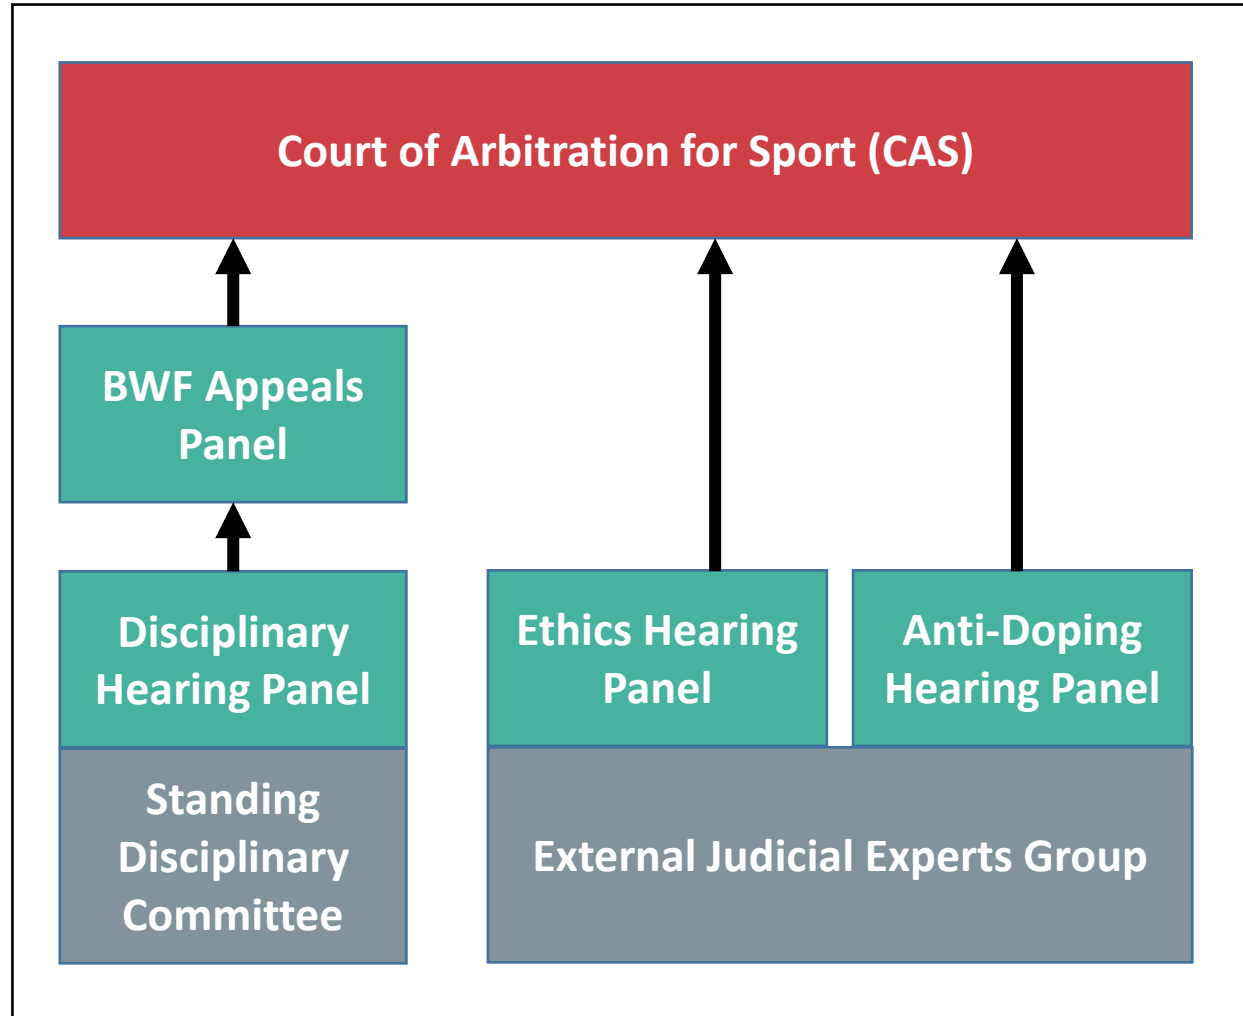 Court of Arbitration for Sport (CAS)
BWF Appeals
Panel
Disciplinary
Hearing Panel
Ethics Hearing
Panel
Anti-Doping
Hearing Panel
Standing
Disciplinary
Committee
External Judicial Experts Group